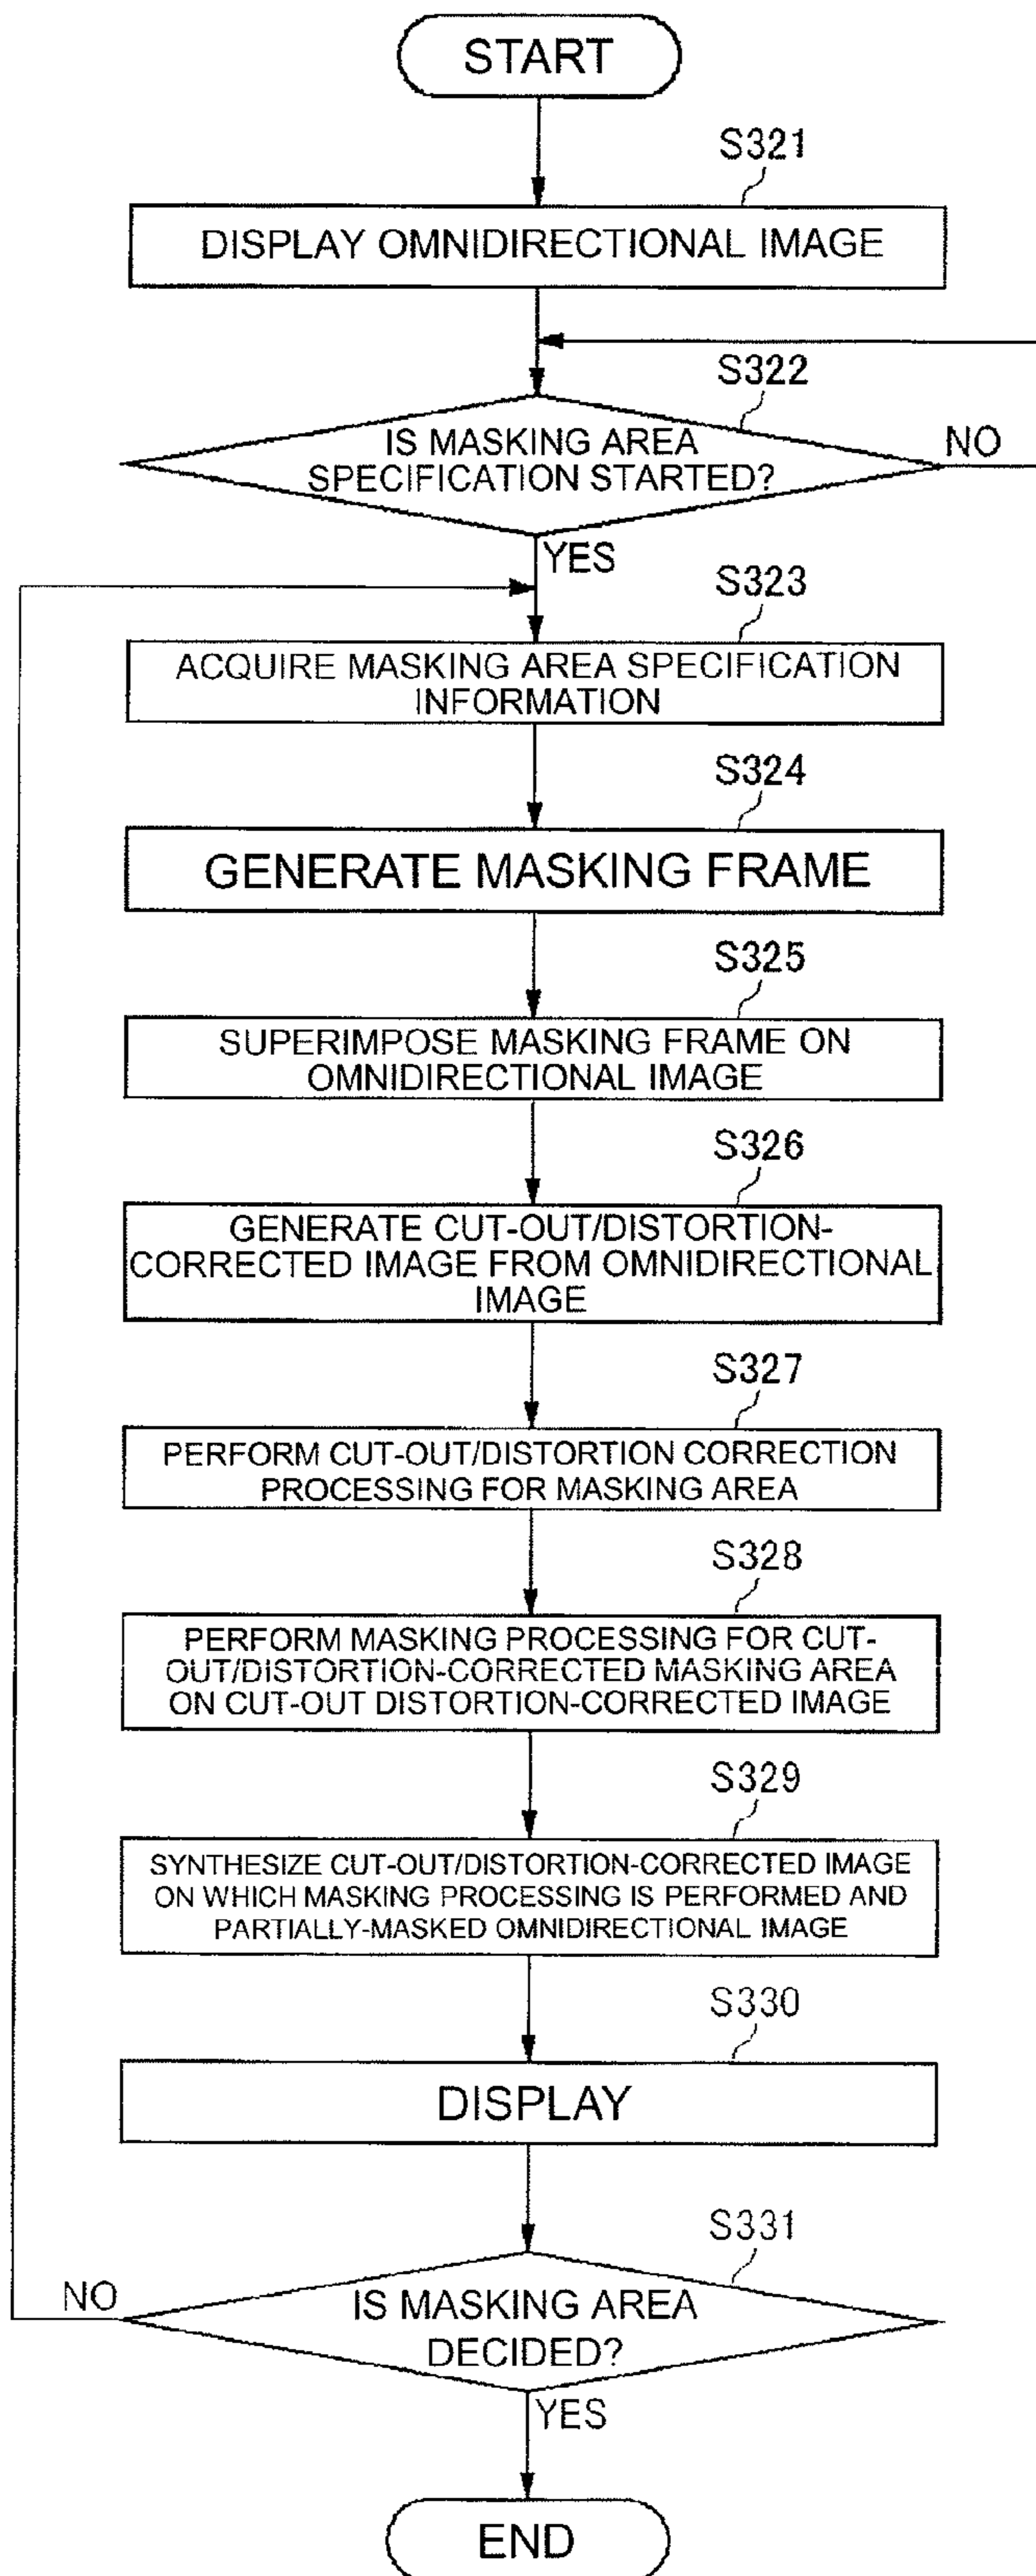 START
S321
DISPLAY OMNIDIRECTIONAL IMAGE
S322
IS MASKING AREA
SPECIFICATION STARTED?
NO
YES
S323
ACQUIRE MASKING AREA SPECIFICATION
INFORMATION
S324
GENERATE MASKING FRAME
S325
SUPERIMPOSE MASKING FRAME ON
OMNIDIRECTIONAL IMAGE
S326
GENERATE CUT-OUT/DISTORTION-
CORRECTED IMAGE FROM OMNIDIRECTIONAL
IMAGE
S327
PERFORM CUT-OUT/DISTORTION CORRECTION
PROCESSING FOR MASKING AREA
S328
PERFORM MASKING PROCESSING FOR CUT-
OUT/DISTORTION-CORRECTED MASKING AREA
ON CUT-OUT DISTORTION-CORRECTED IMAGE
S329
SYNTHESIZE CUT-OUT/DISTORTION-CORRECTED IMAGE
ON WHICH MASKING PROCESSING IS PERFORMED AND
PARTIALLY-MASKED OMNIDIRECTIONAL IMAGE
S330
DISPLAY
S331
NO
IS MASKING AREA
DECIDED?
YES
END